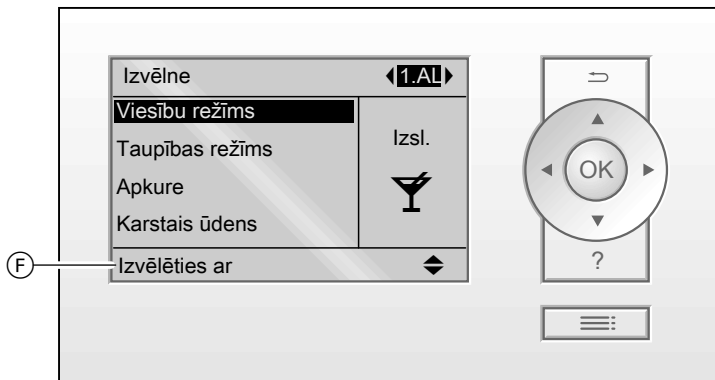 Izvēlne 1.AL
Viesību režīms
Taupības režīms
Apkure
Karstais ūdens
Izsl.
F Izvēlēties ar
OK
?